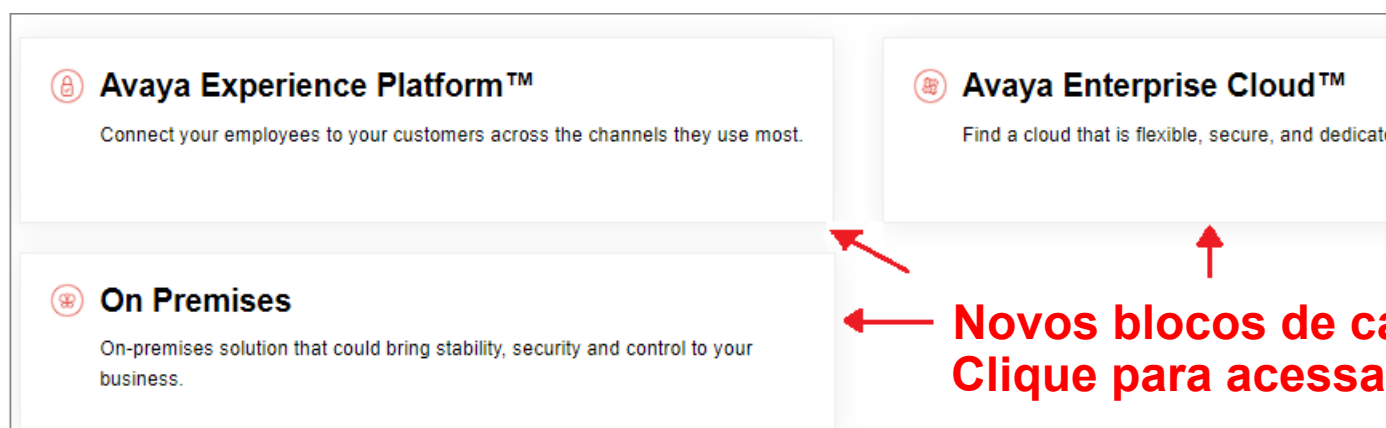 Avaya Experience Platform™
Connect your employees to your customers across the channels they use most.
Avaya Enterprise Cloud™
Find a cloud that is flexible, secure, and
On Premises
On-premises solution that could bring stability, security and control to your
business.
Novos blocos de
Clique para